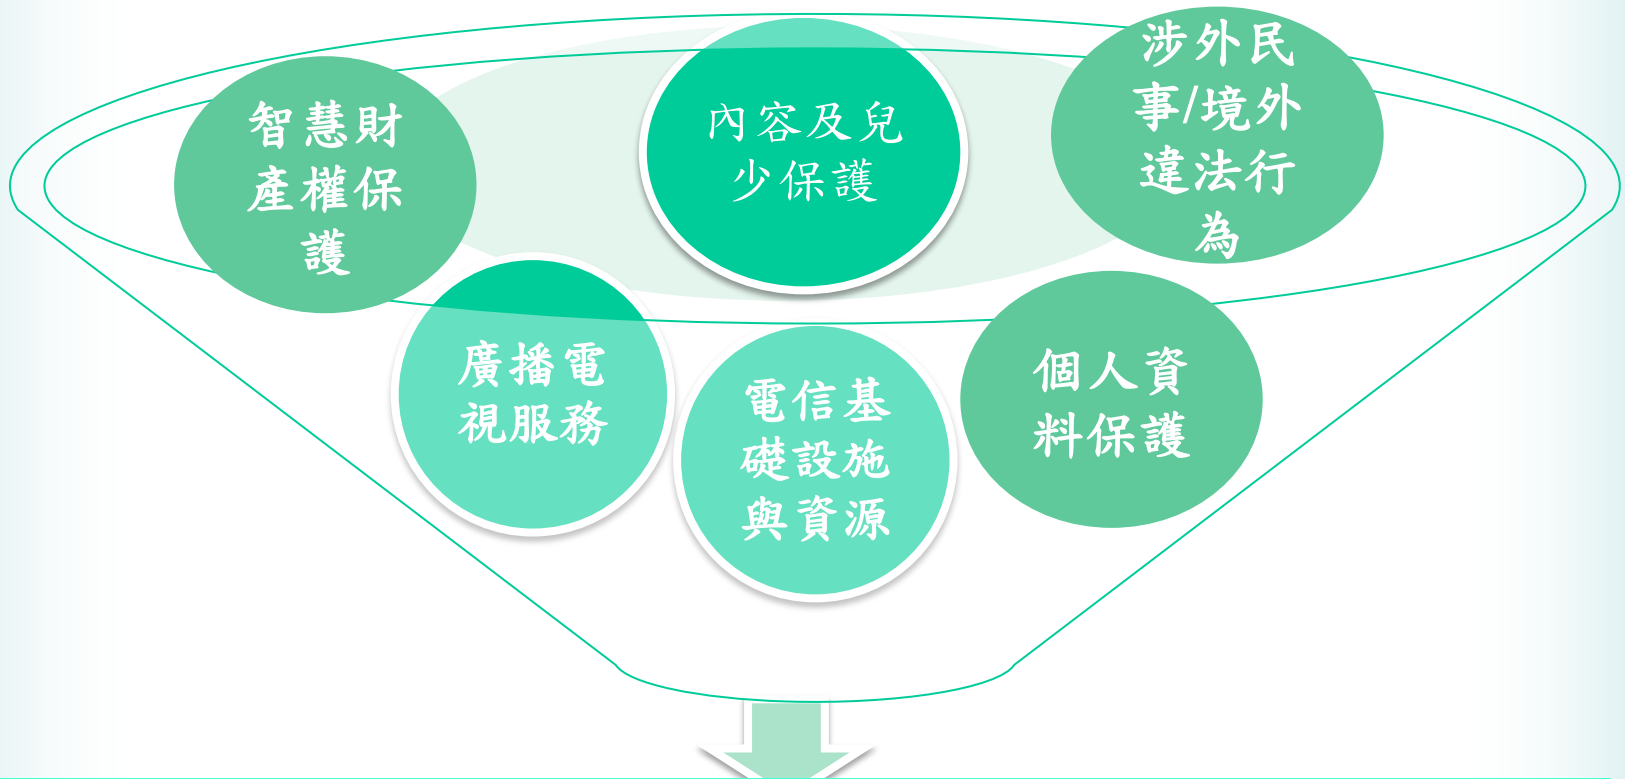 智慧財
產權保
護
內容及兒
少保護
涉外民
事/境外
違法行
為
廣播電
視服務
電信基
礎設施
與資源
個人資
料保護